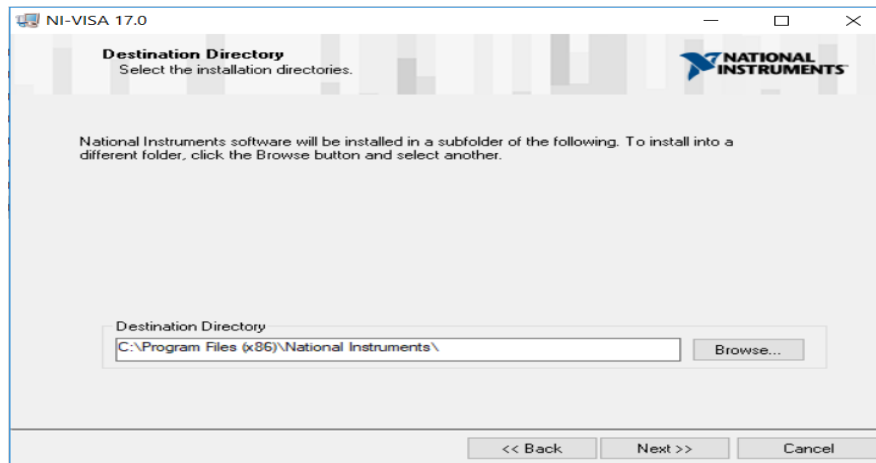 NI-VISA 17.0
Destination Directory
Select the installation directories.
NATIONAL
INSTRUMENTS
National Instruments software will be installed in a subfolder of the following. To install into a
different folder, click the Browse button and select another.
Destination Directory
C:\Program Files (x86)\National Instruments\
Browse...
<< Back
Next >>
Cancel